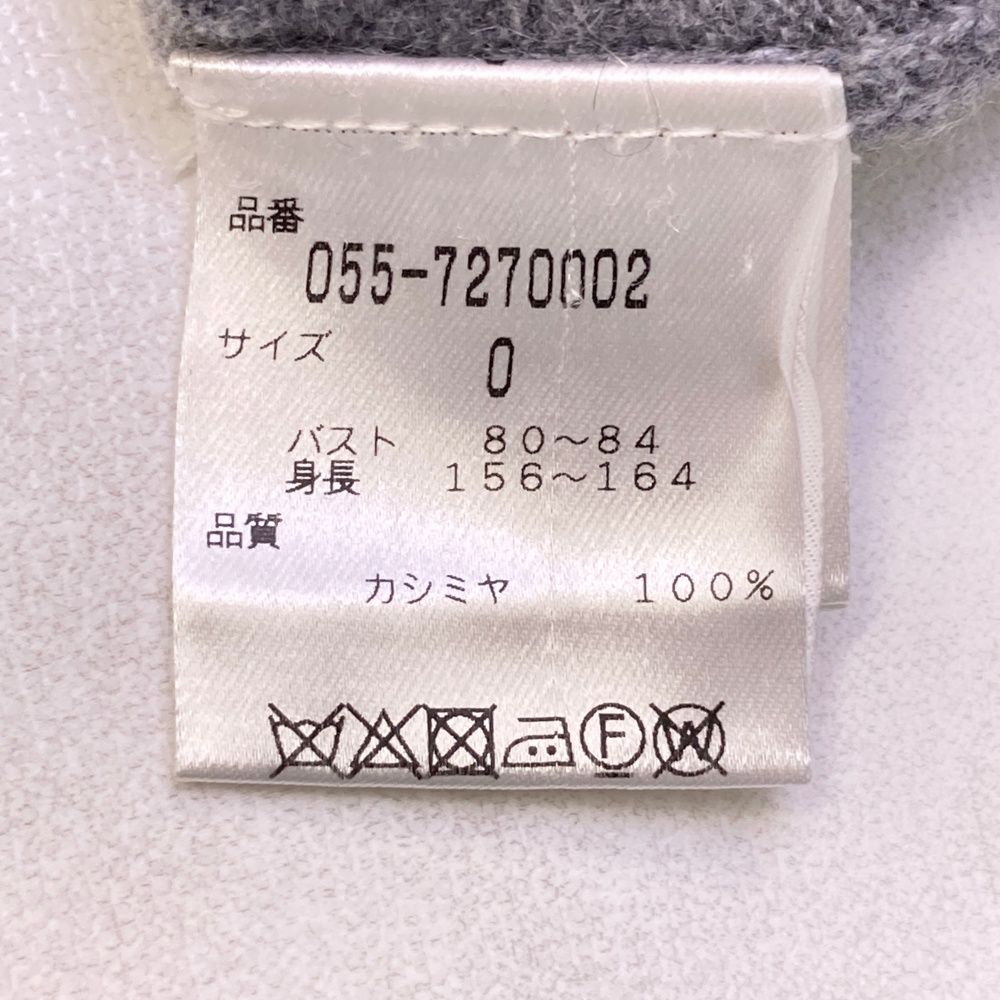 品番
055-7270002
サイズ 0
バスト 80~84
身長 156~164
品質
カシミヤ 100%
F
W